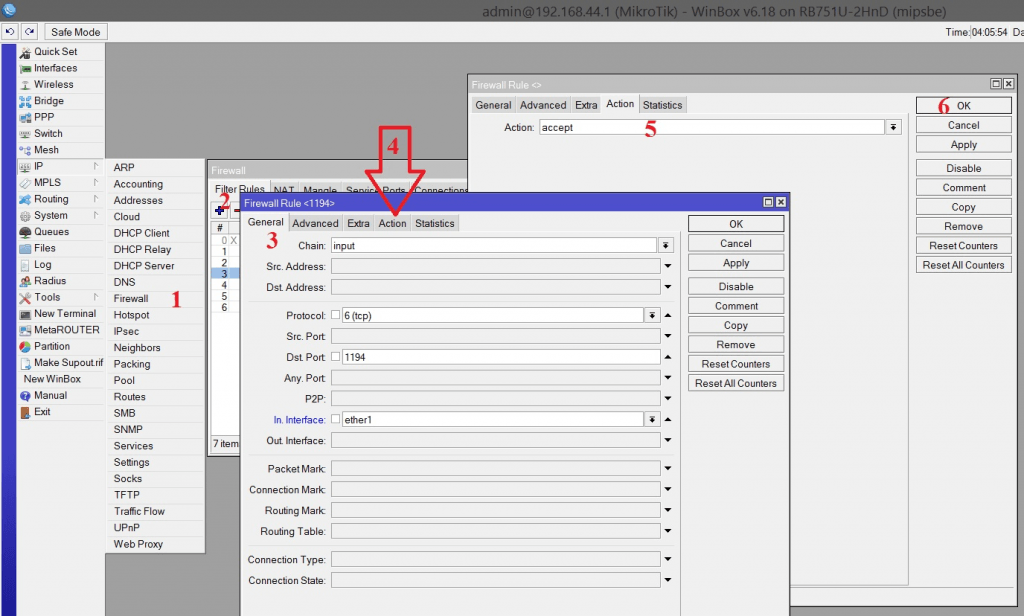 admin@192.168.44.1 (MikroTik) - WinBox v6.18 on RB751U-2HnD (mipsbe)
Safe Mode
Time: 04:05:54
Quick Set
Interfaces
Wireless
Bridge
PPP
Switch
Mesh
IP
MPLS
Routing
System
Queues
Files
Log
Radius
Tools
New Terminal
MetaROUTER
Partition
Make Supout.rif
New WinBox
Manual
Exit
ARP
Accounting
Addresses
Cloud
DHCP Client
DHCP Relay
DHCP Server
DNS
Firewall
1
Hotspot
IPsec
Neighbors
Packing
Pool
Routes
SMB
SNMP
Services
Settings
Socks
TFTP
Traffic Flow
UPnP
Web Proxy
Firewall
Filter Rules NAT Mangle Service Ports Connections
2
#
0 X
1
2
3
4
5
6
7 item
4
Firewall Rule <1194>
General Advanced Extra Action Statistics
3
Chain: input
Src. Address:
Dst. Address:
Protocol: 6 (tcp)
Src. Port:
Dst. Port: 1194
Any. Port:
P2P:
In. Interface: ether1
Out. Interface:
Packet Mark:
Connection Mark:
Routing Mark:
Routing Table:
Connection Type:
Connection State:
OK
Cancel
Apply
Disable
Comment
Copy
Remove
Reset Counters
Reset All Counters
Firewall Rule <>
General Advanced Extra Action Statistics
Action: accept
5
6 OK
Cancel
Apply
Disable
Comment
Copy
Remove
Reset Counters
Reset All Counters